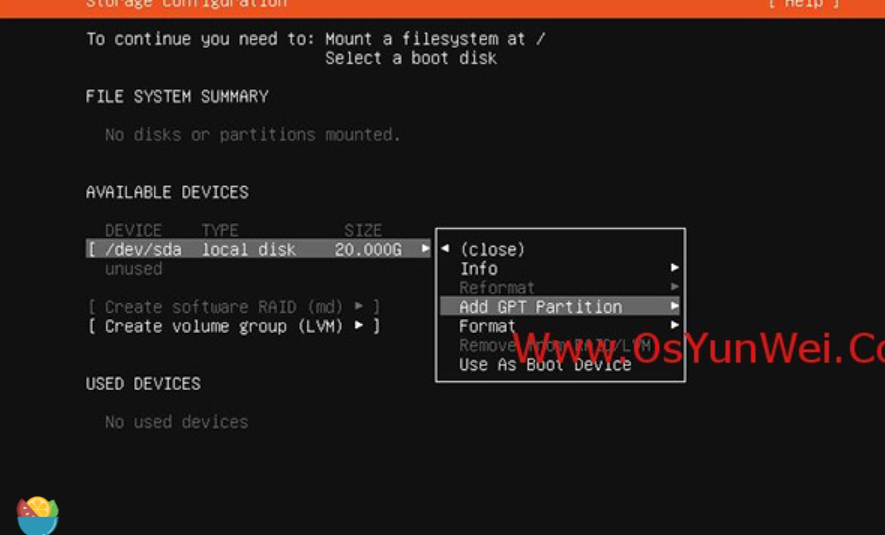 Storage configuration [ Help ]
To continue you need to: Mount a filesystem at /
Select a boot disk
FILE SYSTEM SUMMARY
No disks or partitions mounted.
AVAILABLE DEVICES
DEVICE TYPE SIZE
[ /dev/sda local disk 20.000G ▸
unused
[ Create software RAID (md) ▸ ]
[ Create volume group (LVM) ▸ ]
◂ (close)
Info ▸
Reformat ▸
Add GPT Partition ▸
Format ▸
Remove from RAID/LVM
Use As Boot Device
USED DEVICES
No used devices
Www.OsYunWei.Co